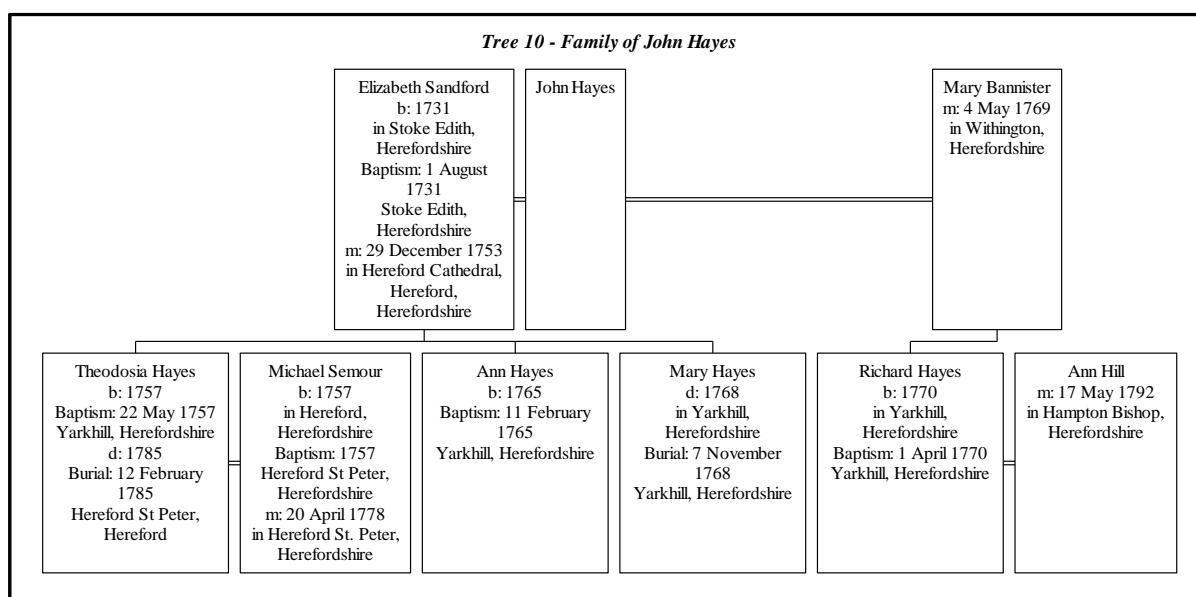 Tree 10 - Family of John Hayes
Elizabeth Sandford
b: 1731
in Stoke Edith,
Herefordshire
Baptism: 1 August
1731
Stoke Edith,
Herefordshire
m: 29 December 1753
in Hereford Cathedral,
Hereford,
Herefordshire
John Hayes
Mary Bannister
m: 4 May 1769
in Withington,
Herefordshire
Theodosia Hayes
b: 1757
Baptism: 22 May 1757
Yarkhill, Herefordshire
d: 1785
Burial: 12 February
1785
Hereford St Peter,
Hereford
Michael Semour
b: 1757
in Hereford,
Herefordshire
Baptism: 1757
Hereford St Peter,
Herefordshire
m: 20 April 1778
in Hereford St. Peter,
Herefordshire
Ann Hayes
b: 1765
Baptism: 11 February
1765
Yarkhill, Herefordshire
Mary Hayes
d: 1768
in Yarkhill,
Herefordshire
Burial: 7 November
1768
Yarkhill, Herefordshire
Richard Hayes
b: 1770
in Yarkhill,
Herefordshire
Baptism: 1 April 1770
Yarkhill, Herefordshire
Ann Hill
m: 17 May 1792
in Hampton Bishop,
Herefordshire